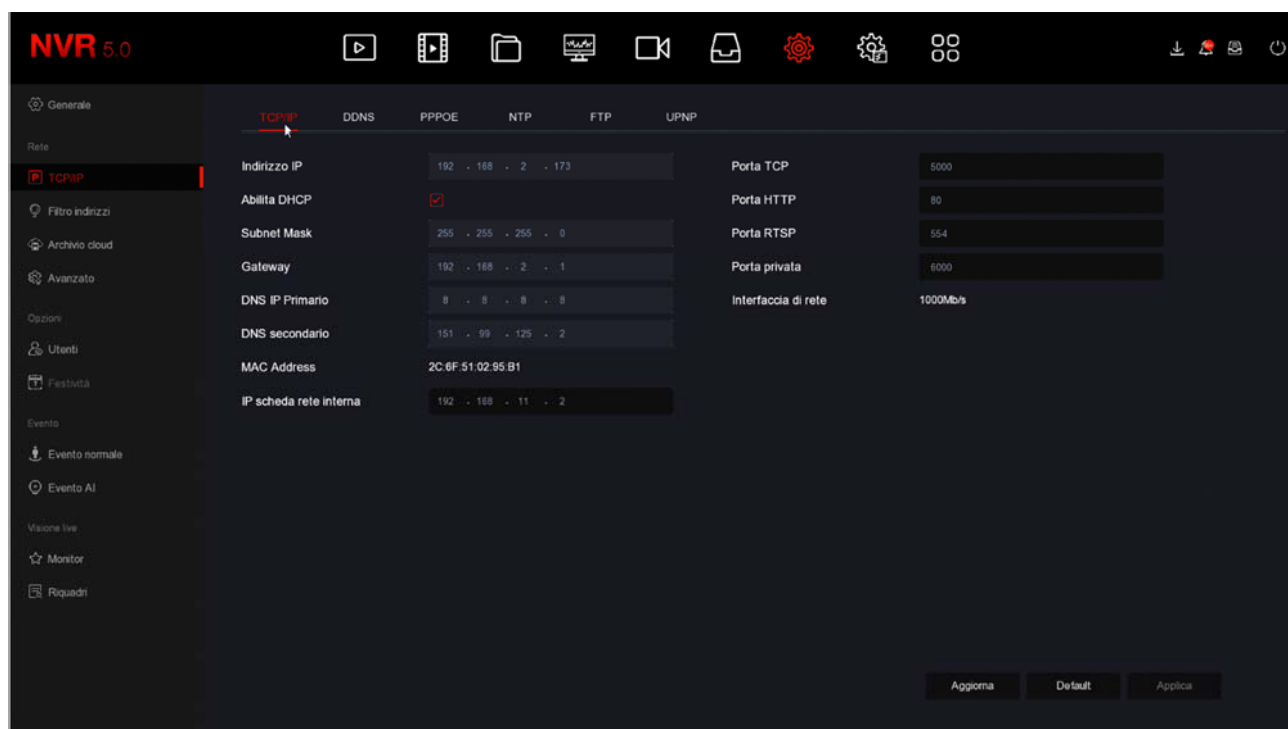 NVR 5.0
Generale
Rete
TCP/IP
Filtro indirizzi
Archivio cloud
Avanzato
Opzioni
Utenti
Festività
Evento
Evento normale
Evento AI
Visione live
Monitor
Riquadri
TCP/IP DDNS PPPOE NTP FTP UPNP
Indirizzo IP 192 . 168 . 2 . 173
Abilita DHCP
Subnet Mask 255 . 255 . 255 . 0
Gateway 192 . 168 . 2 . 1
DNS IP Primario 8 . 8 . 8 . 8
DNS secondario 151 . 99 . 125 . 2
MAC Address 2C:6F:51:02:95:B1
IP scheda rete interna 192 . 168 . 11 . 2
Porta TCP 5000
Porta HTTP 80
Porta RTSP 554
Porta privata 6000
Interfaccia di rete 1000Mb/s
Aggiorna Default Applica